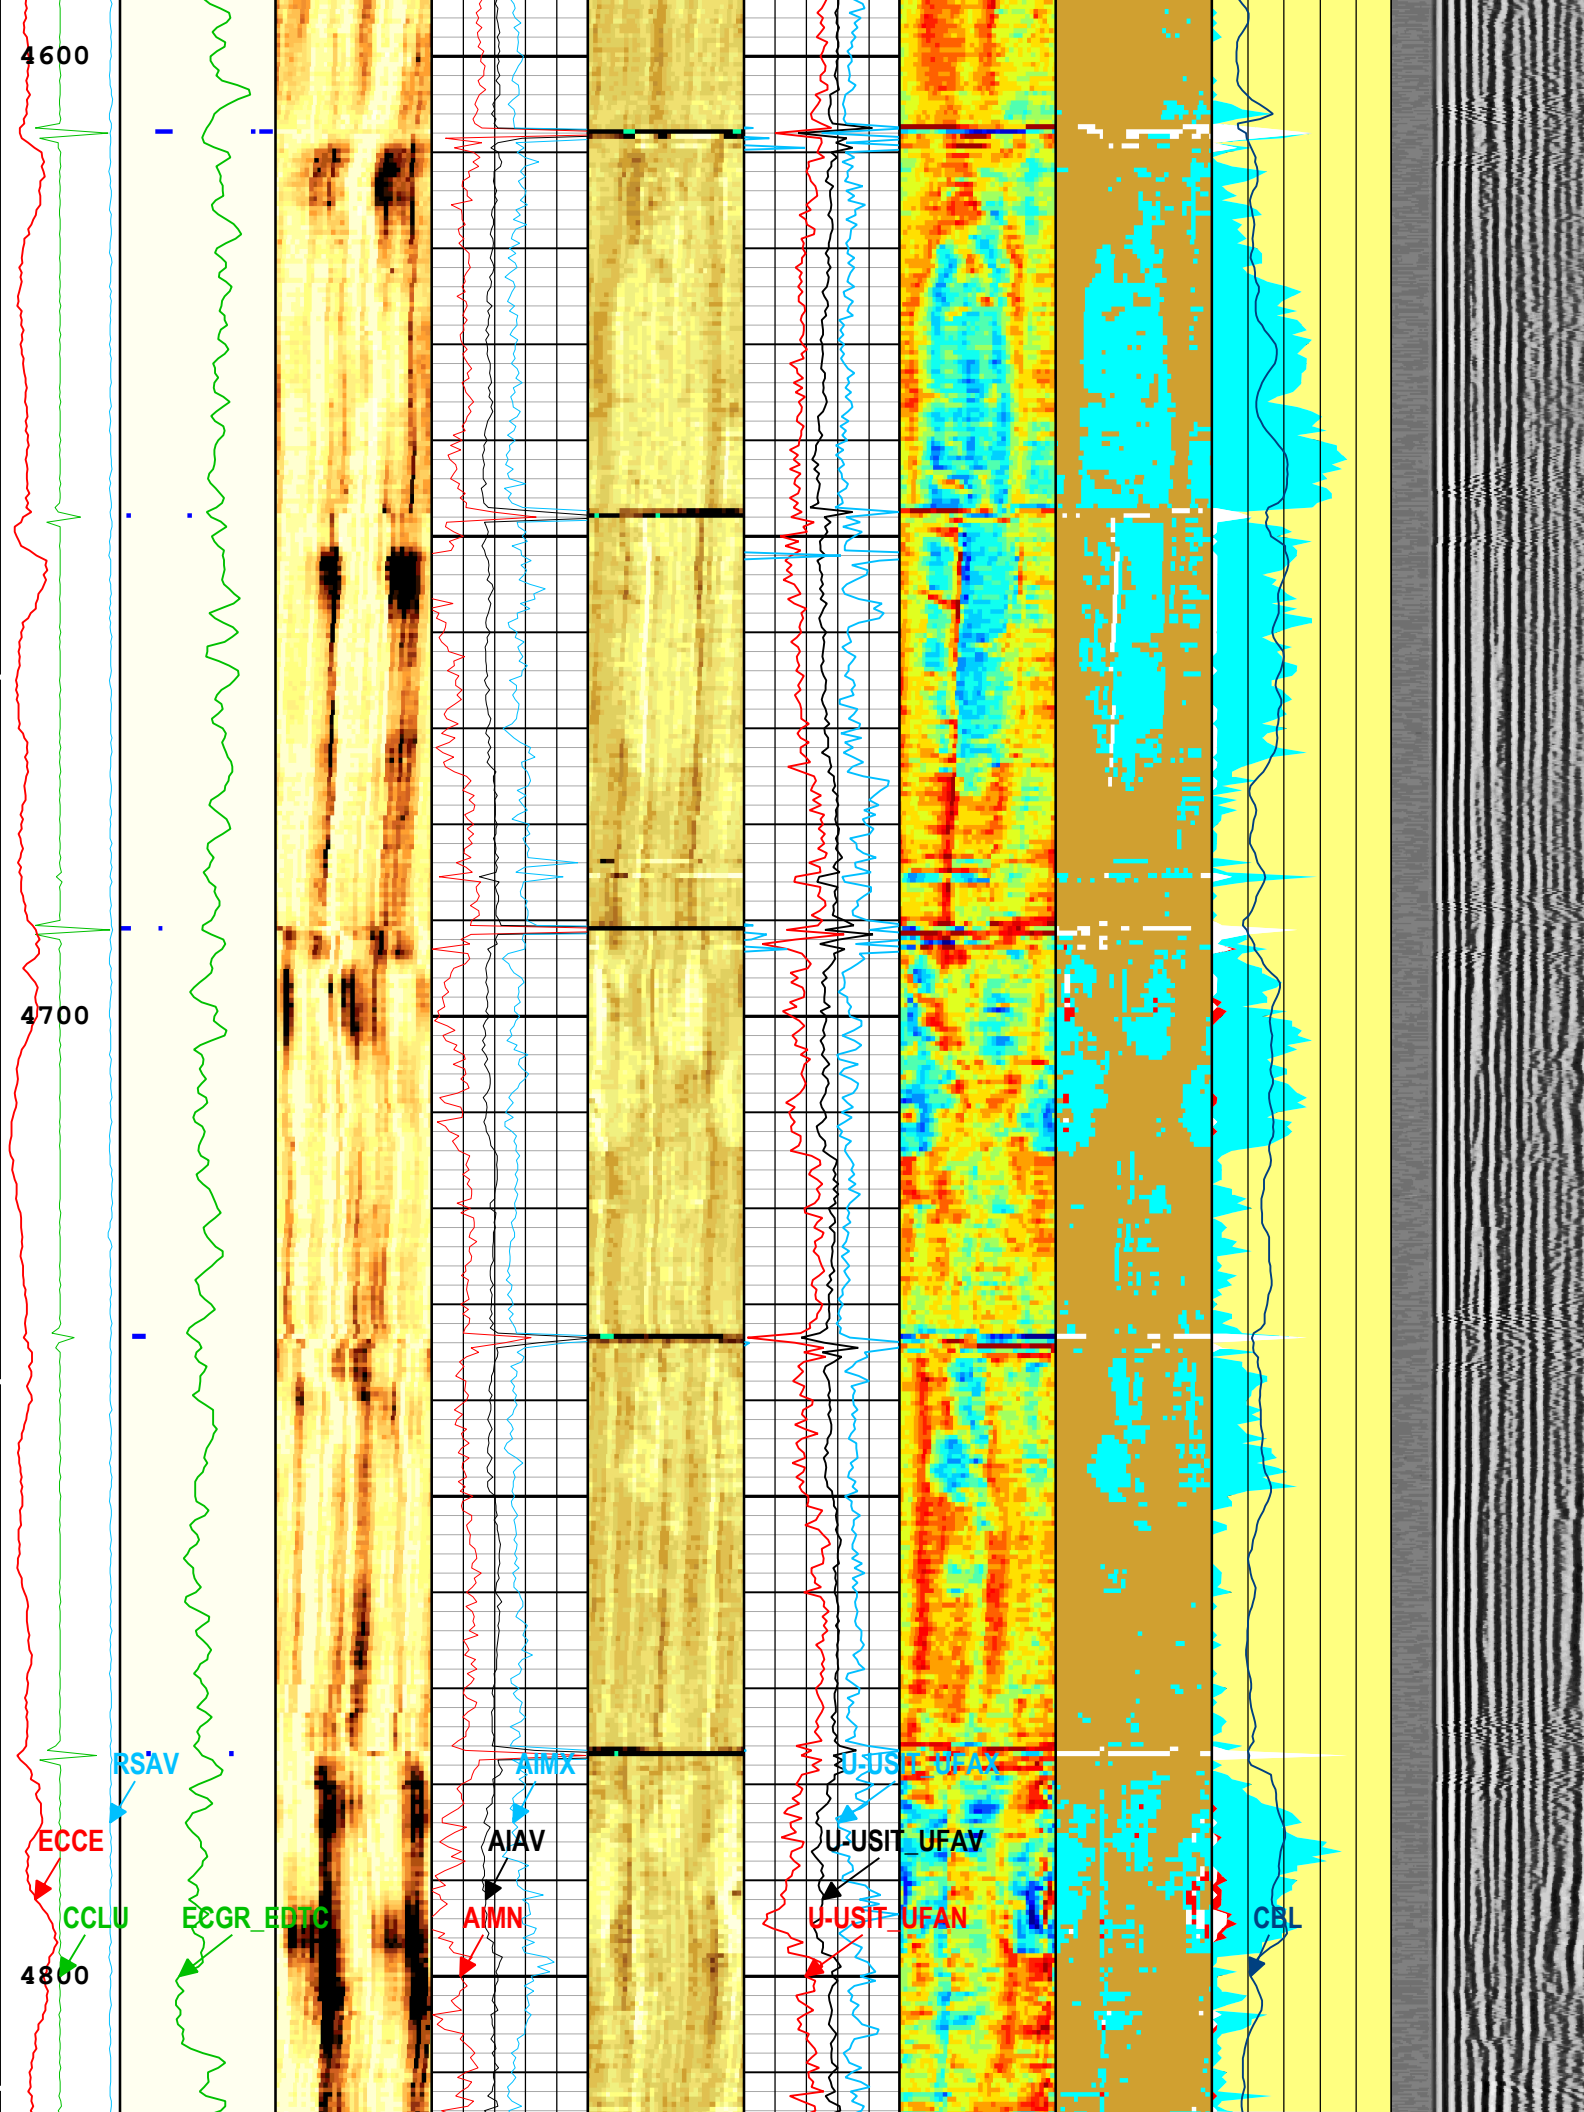 4600
4700
RSAV AIMX U-USIT_UFAX
ECCE AIAV U-USIT_UFAV
CCLU ECGR_EDTC AIMN U-USIT_UFAN CBL
4800